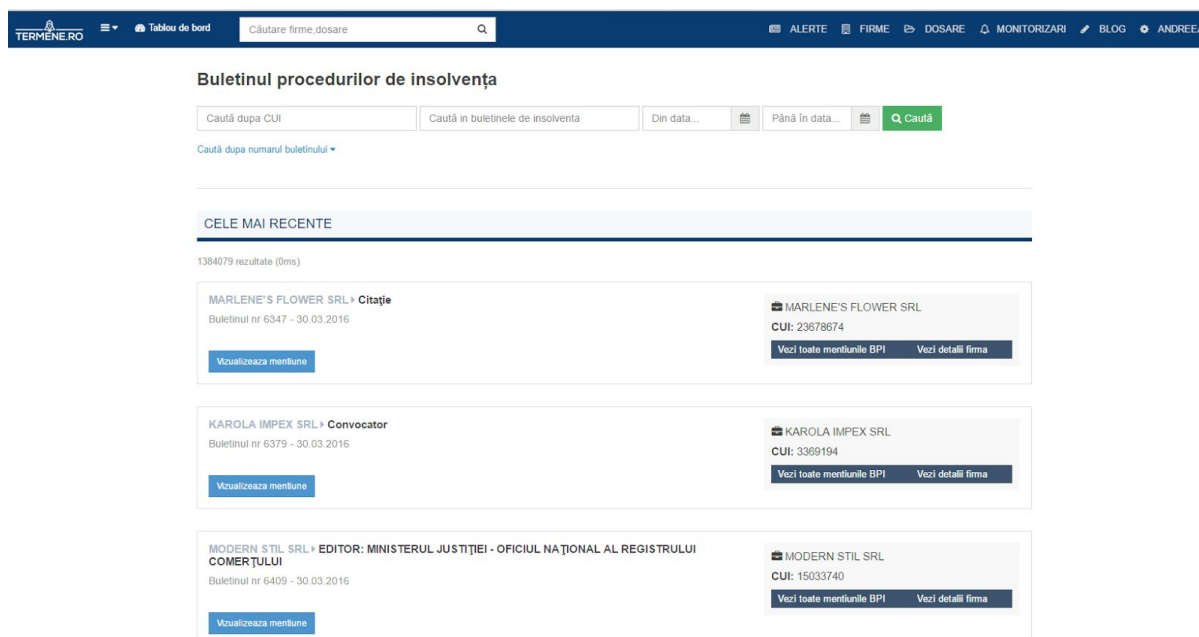 TERMENE.RO
Tablou de bord
Căutare firme,dosare
ALERTE FIRME DOSARE MONITORIZARI BLOG ANDREEA
Buletinul procedurilor de insolvența
Caută dupa CUI
Caută in buletinele de insolventa
Din data...
Până în data...
Caută
Caută dupa numarul buletinului
CELE MAI RECENTE
1384079 rezultate (0ms)
MARLENE'S FLOWER SRL Citaţie
Buletinul nr 6347 - 30.03.2016
Vizualizeaza mentiune
MARLENE'S FLOWER SRL
CUI: 23678674
Vezi toate mentiunile BPI Vezi detalii firma
KAROLA IMPEX SRL Convocator
Buletinul nr 6379 - 30.03.2016
Vizualizeaza mentiune
KAROLA IMPEX SRL
CUI: 3369194
Vezi toate mentiunile BPI Vezi detalii firma
MODERN STIL SRL EDITOR: MINISTERUL JUSTIŢIEI - OFICIUL NAŢIONAL AL REGISTRULUI
COMERŢULUI
Buletinul nr 6409 - 30.03.2016
Vizualizeaza mentiune
MODERN STIL SRL
CUI: 15033740
Vezi toate mentiunile BPI Vezi detalii firma